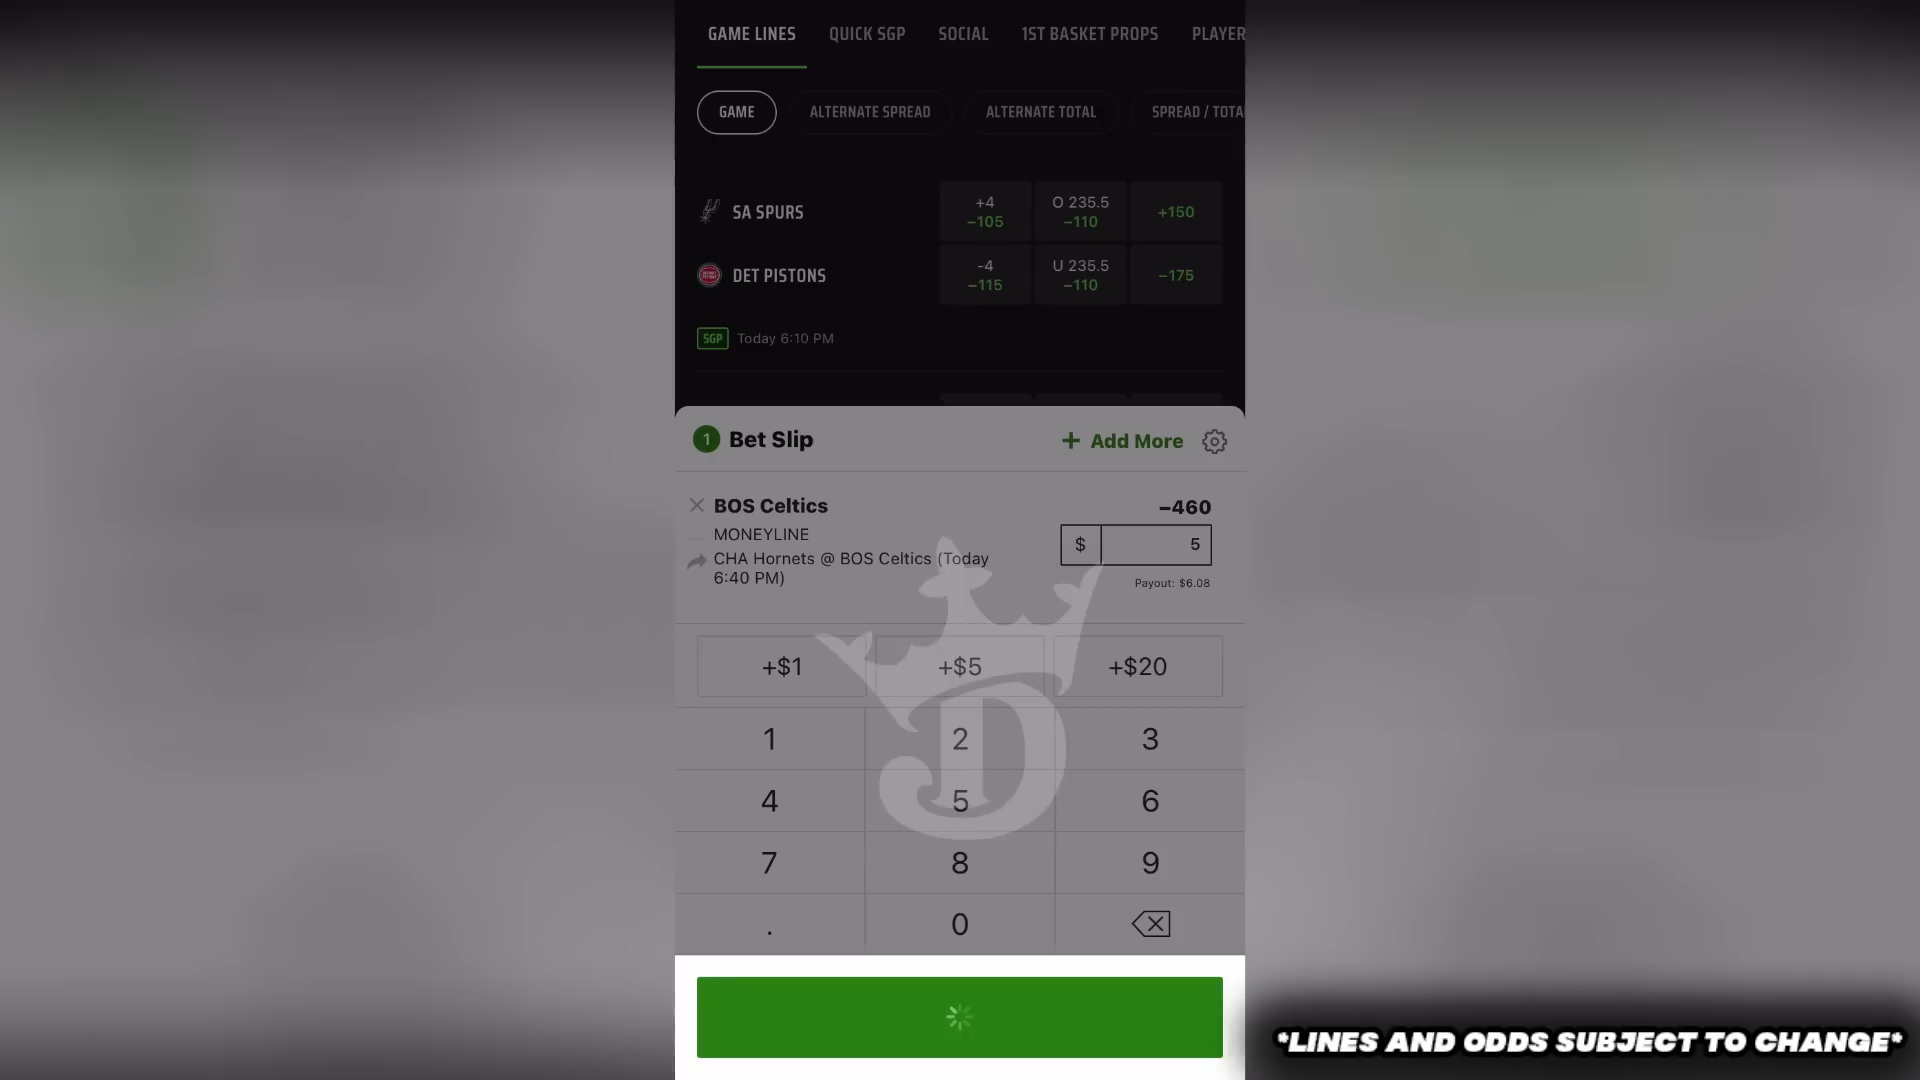 GAME LINES QUICK SGP SOCIAL 1ST BASKET PROPS PLAYER
GAME ALTERNATE SPREAD ALTERNATE TOTAL SPREAD / TOTA
SA SPURS
+4
−105
O 235.5
−110
+150
DET PISTONS
-4
−115
U 235.5
−110
−175
SGP Today 6:10 PM
1 Bet Slip + Add More
BOS Celtics −460
MONEYLINE
$ 5
CHA Hornets @ BOS Celtics (Today
6:40 PM)
Payout: $6.08
+$1 +$5 +$20
1 2 3
4 5 6
7 8 9
. 0
*LINES AND ODDS SUBJECT TO CHANGE*